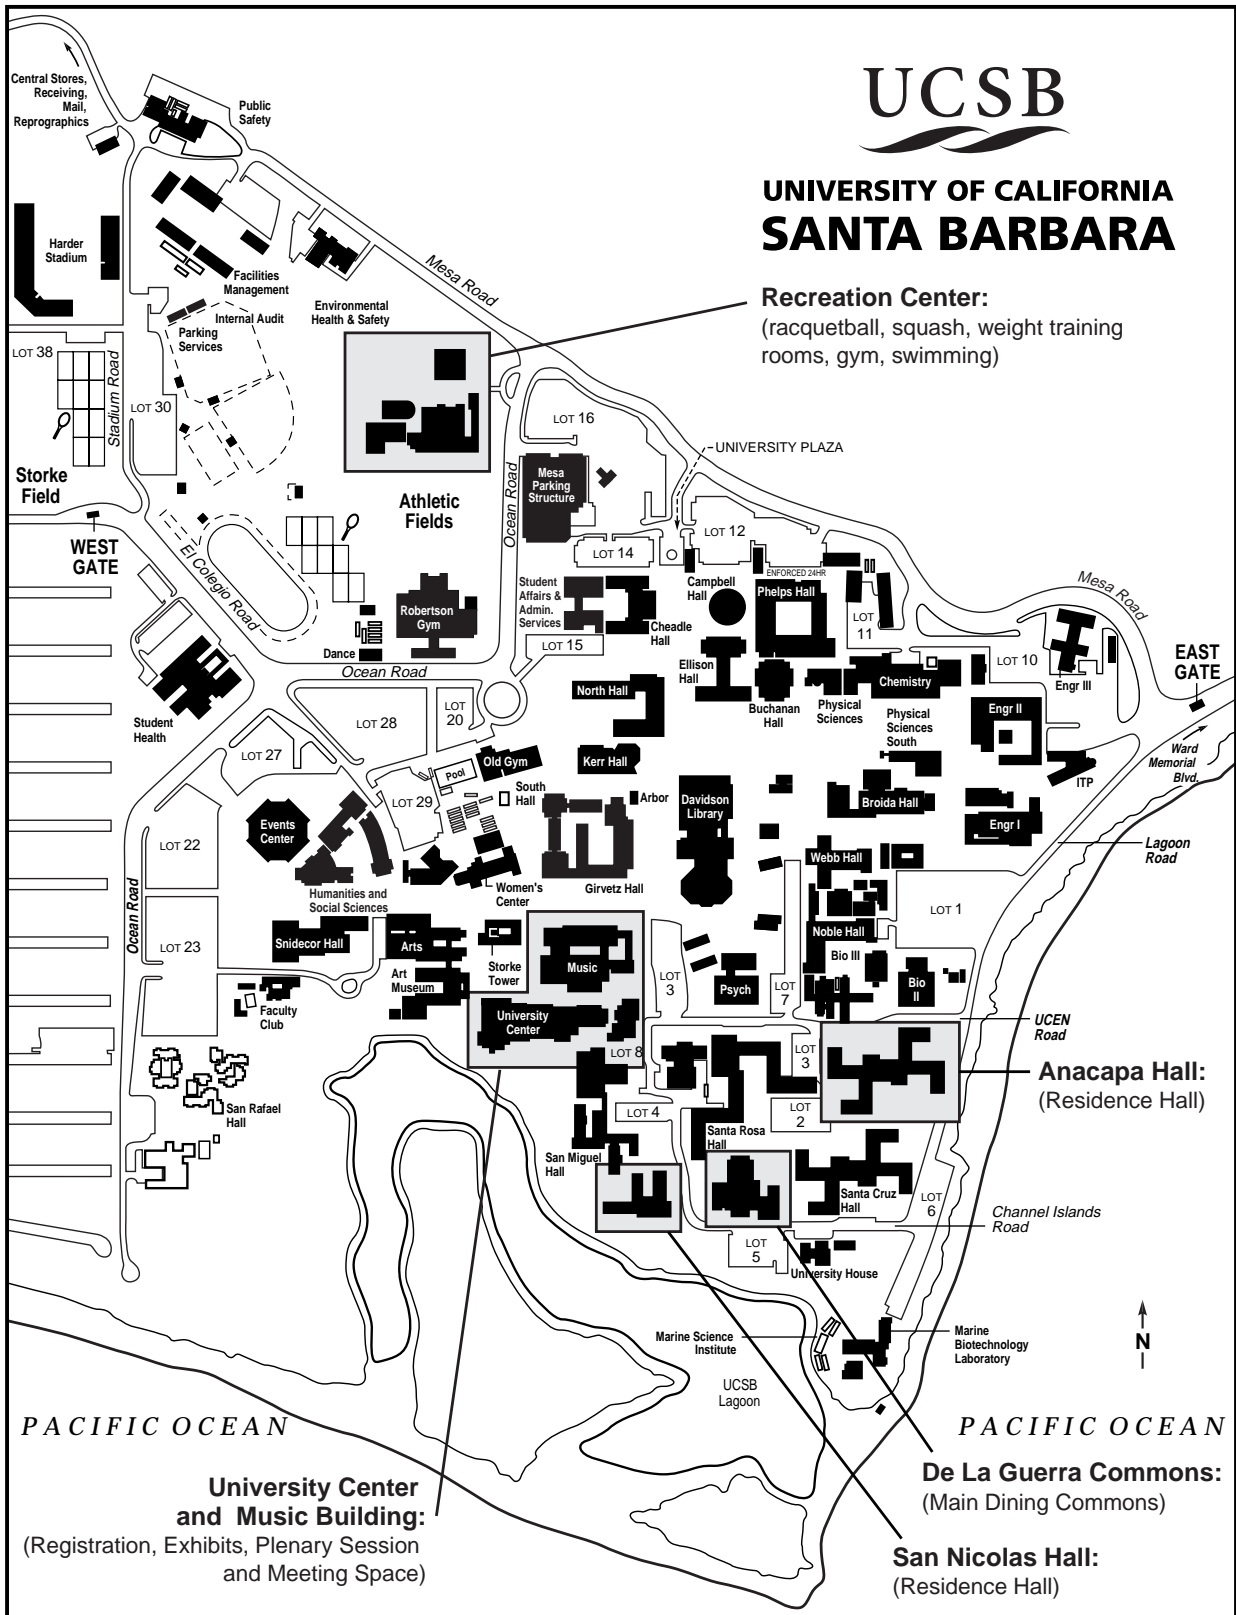 UCSB
UNIVERSITY OF CALIFORNIA
SANTA BARBARA
Central Stores,
Receiving,
Mail,
Reprographics
Public
Safety
Harder
Stadium
Facilities
Management
Mesa Road
Environmental
Health & Safety
Internal Audit
Parking
Services
Recreation Center:
(racquetball, squash, weight training
rooms, gym, swimming)
LOT 38
Stadium Road
LOT 30
LOT 16
UNIVERSITY PLAZA
Storke
Field
Athletic
Fields
Ocean Road
Mesa
Parking
Structure
LOT 12
WEST
GATE
El Colegio Road
LOT 14
ENFORCED 24HR
Campbell
Hall
Phelps Hall
Student
Affairs &
Admin.
Services
Cheadle
Hall
Robertson
Gym
LOT
11
Mesa Road
LOT 15
Dance
Ocean Road
Ellison
Hall
LOT 10
Engr III
EAST
GATE
North Hall
Buchanan
Hall
Physical
Sciences
Chemistry
Student
Health
LOT 28
LOT
20
Physical
Sciences
South
Engr II
LOT 27
Old Gym
Kerr Hall
Ward
Memorial
Blvd.
Pool
ITP
South
Hall
Arbor
Davidson
Library
Broida Hall
LOT 29
Events
Center
Engr I
LOT 22
Webb Hall
Lagoon
Road
Humanities and
Social Sciences
Women's
Center
Girvetz Hall
LOT 1
Ocean Road
LOT 23
Snidecor Hall
Arts
Noble Hall
Storke
Tower
Music
Bio III
Art
Museum
LOT
3
Psych
LOT
7
Bio
II
Faculty
Club
University
Center
UCEN
Road
LOT 8
LOT
3
Anacapa Hall:
(Residence Hall)
San Rafael
Hall
LOT 4
LOT
2
Santa Rosa
Hall
San Miguel
Hall
Santa Cruz
Hall
LOT
6
Channel Islands
Road
LOT
5
University House
Marine Science
Institute
Marine
Biotechnology
Laboratory
N
UCSB
Lagoon
PACIFIC OCEAN
PACIFIC OCEAN
De La Guerra Commons:
(Main Dining Commons)
University Center
and Music Building:
(Registration, Exhibits, Plenary Session
and Meeting Space)
San Nicolas Hall:
(Residence Hall)